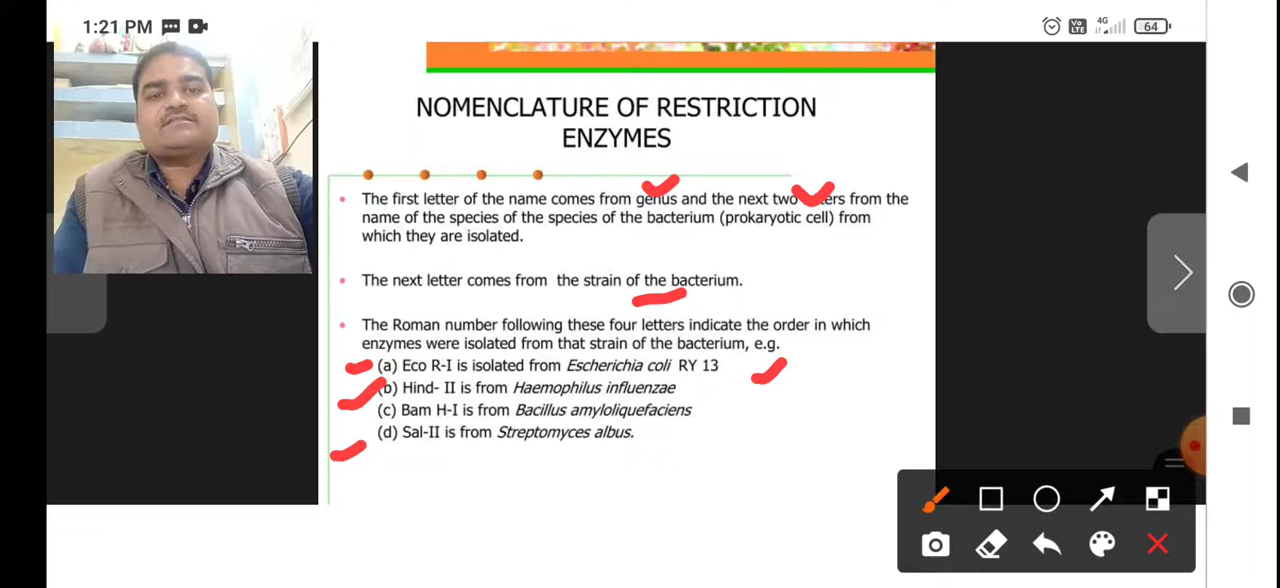 1:21 PM
4G
Vo
LTE
64
NOMENCLATURE OF RESTRICTION
ENZYMES
• The first letter of the name comes from genus and the next two letters from the
name of the species of the species of the bacterium (prokaryotic cell) from
which they are isolated.
• The next letter comes from the strain of the bacterium.
• The Roman number following these four letters indicate the order in which
enzymes were isolated from that strain of the bacterium, e.g.
(a) Eco R-I is isolated from Escherichia coli RY 13
(b) Hind- II is from Haemophilus influenzae
(c) Bam H-I is from Bacillus amyloliquefaciens
(d) Sal-II is from Streptomyces albus.